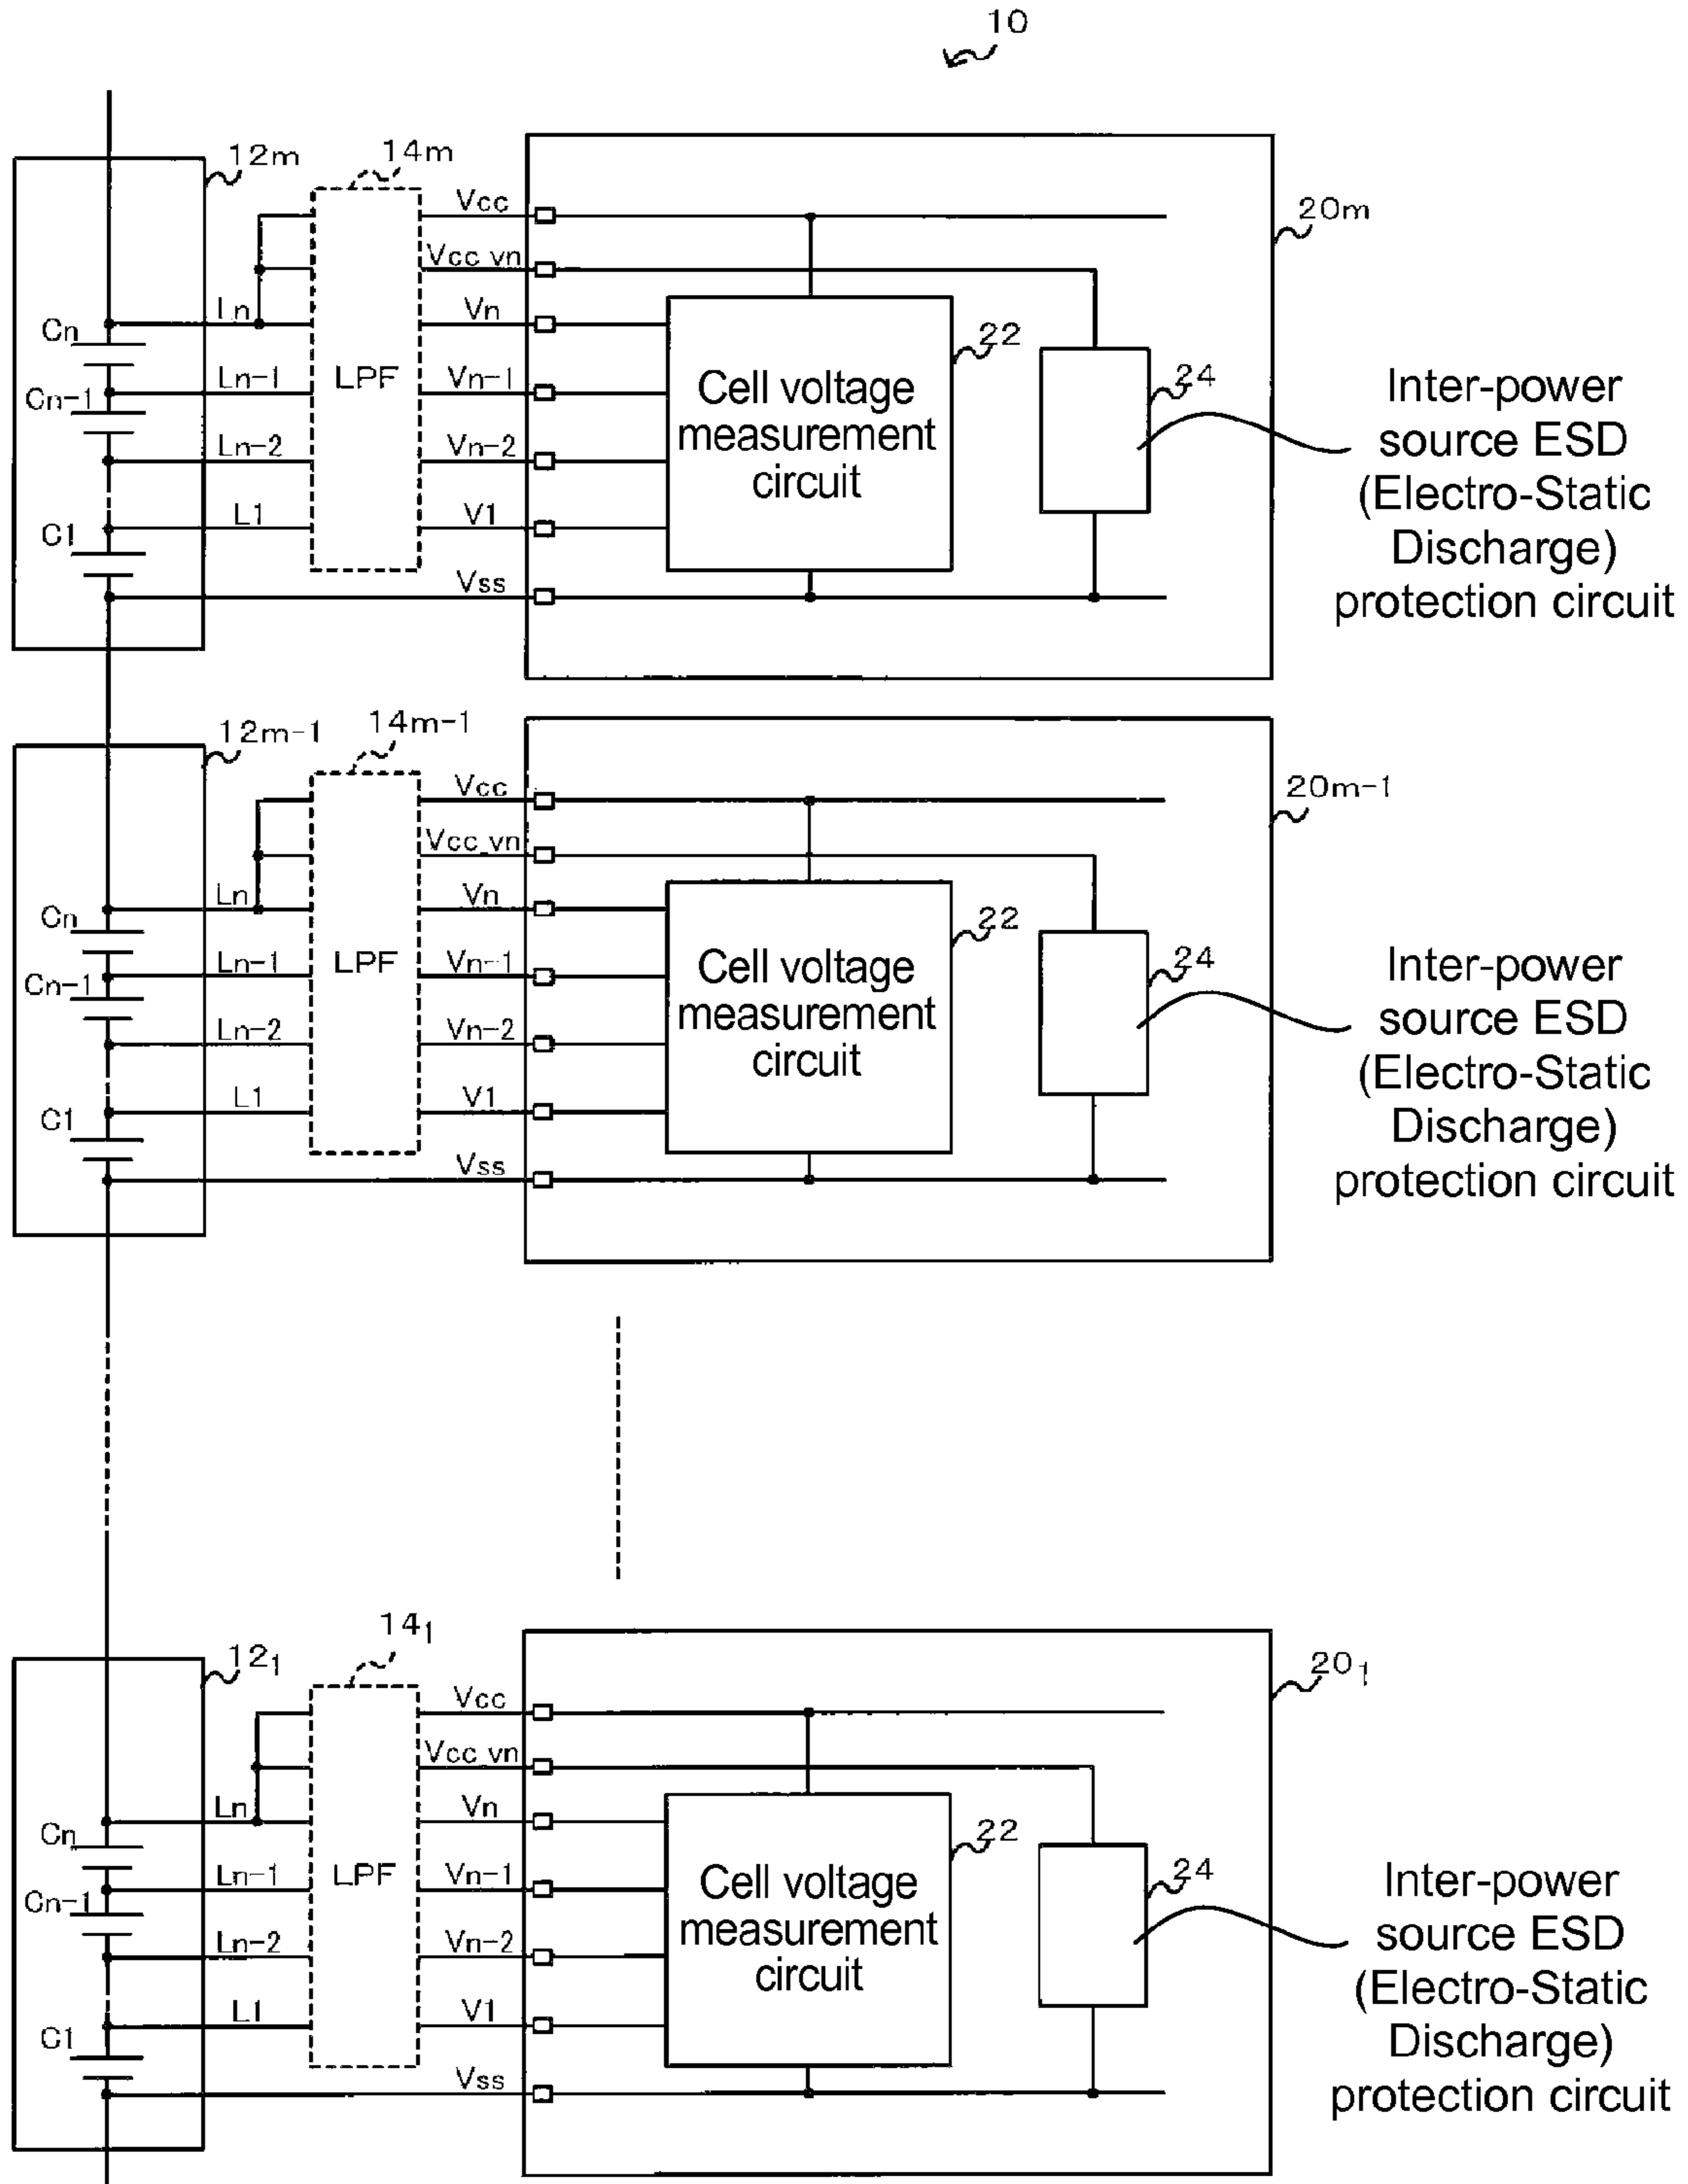 10
12m
14m
Vcc
20m
Vcc_vn
Ln
Vn
22
Cn
Ln-1
LPF
Vn-1
Cell voltage
measurement
circuit
24
Cn-1
Ln-2
Vn-2
L1
V1
C1
Vss
Inter-power
source ESD
(Electro-Static
Discharge)
protection circuit
12m-1
14m-1
Vcc
20m-1
Vcc_vn
Ln
Vn
22
Cn
Ln-1
LPF
Vn-1
Cell voltage
measurement
circuit
24
Cn-1
Ln-2
Vn-2
L1
V1
C1
Vss
Inter-power
source ESD
(Electro-Static
Discharge)
protection circuit
12₁
14₁
Vcc
20₁
Vcc_vn
Ln
Vn
22
Cn
Ln-1
LPF
Vn-1
Cell voltage
measurement
circuit
24
Cn-1
Ln-2
Vn-2
L1
V1
C1
Vss
Inter-power
source ESD
(Electro-Static
Discharge)
protection circuit